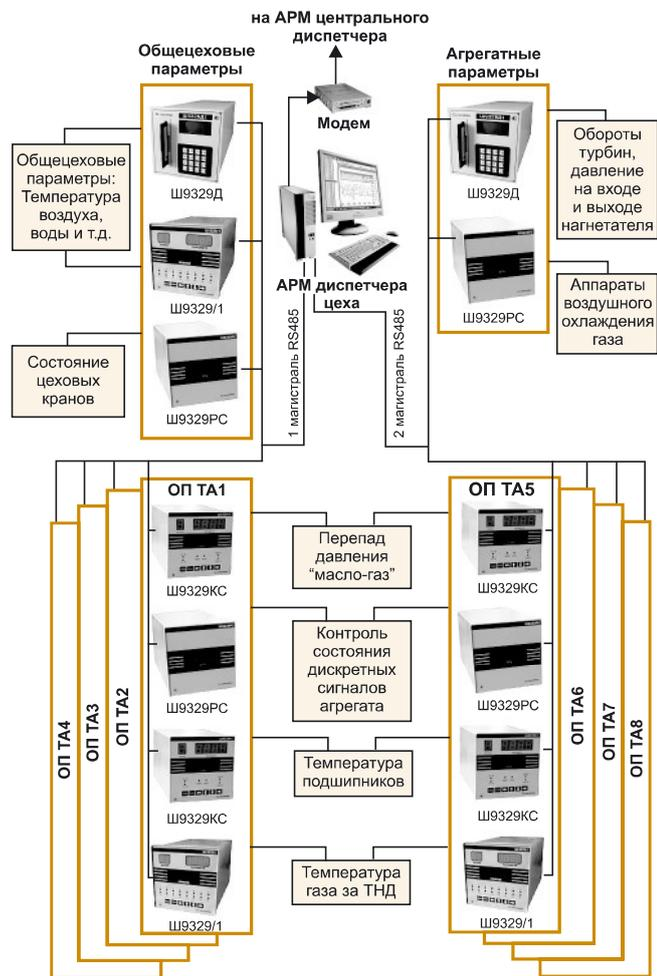 на АРМ центрального
диспетчера
Общецеховые
параметры
Агрегатные
параметры
Модем
Ш9329Д
Ш9329Д
Общецеховые
параметры:
Температура
воздуха,
воды и т.д.
Обороты
турбин,
давление
на входе
и выходе
нагнетателя
Ш9329/1
Ш9329РС
АРМ диспетчера
цеха
Аппараты
воздушного
охлаждения
газа
Состояние
цеховых
кранов
Ш9329РС
1 магистраль RS485
2 магистраль RS485
ОП ТА1
ОП ТА5
Перепад
давления
“масло-газ”
Ш9329КС
Ш9329КС
Контроль
состояния
дискретных
сигналов
агрегата
Ш9329РС
Ш9329РС
ОП ТА4
ОП ТА3
ОП ТА2
ОП ТА6
ОП ТА7
ОП ТА8
Температура
подшипников
Ш9329КС
Ш9329КС
Температура
газа за ТНД
Ш9329/1
Ш9329/1